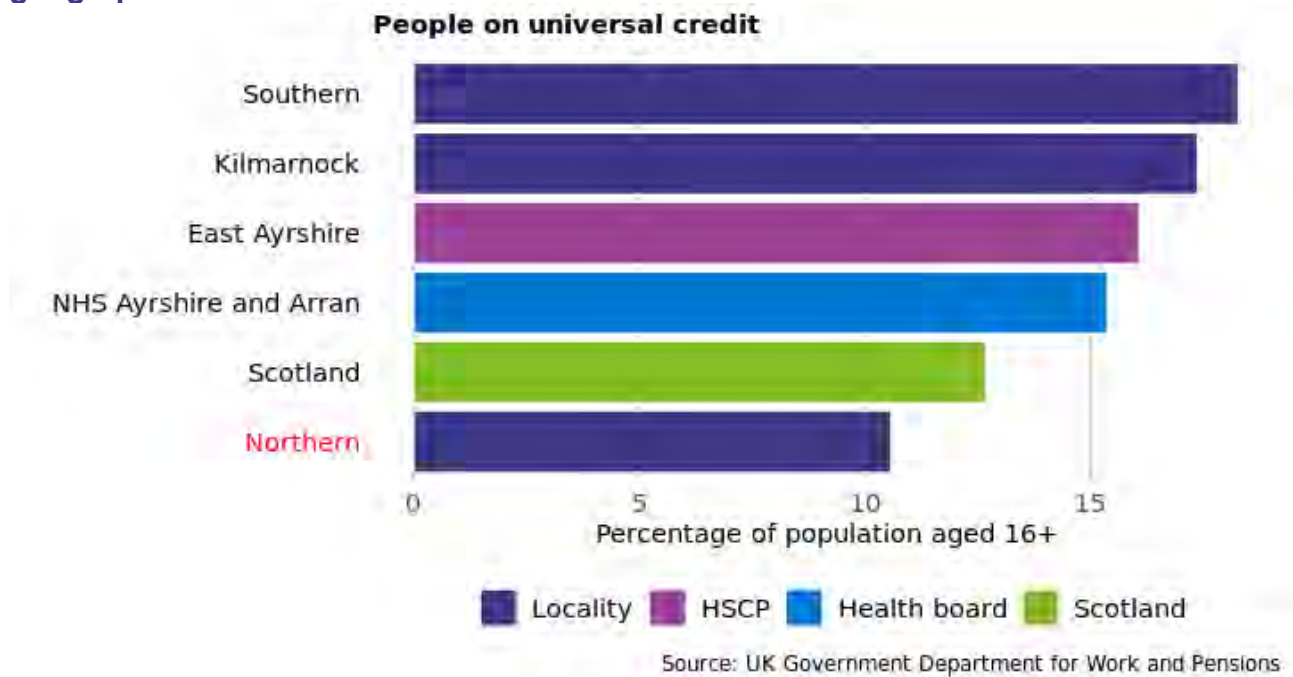 People on universal credit
Southern
Kilmarnock
East Ayrshire
NHS Ayrshire and Arran
Scotland
Northern
0 5 10 15
Percentage of population aged 16+
Locality HSCP Health board Scotland
Source: UK Government Department for Work and Pensions